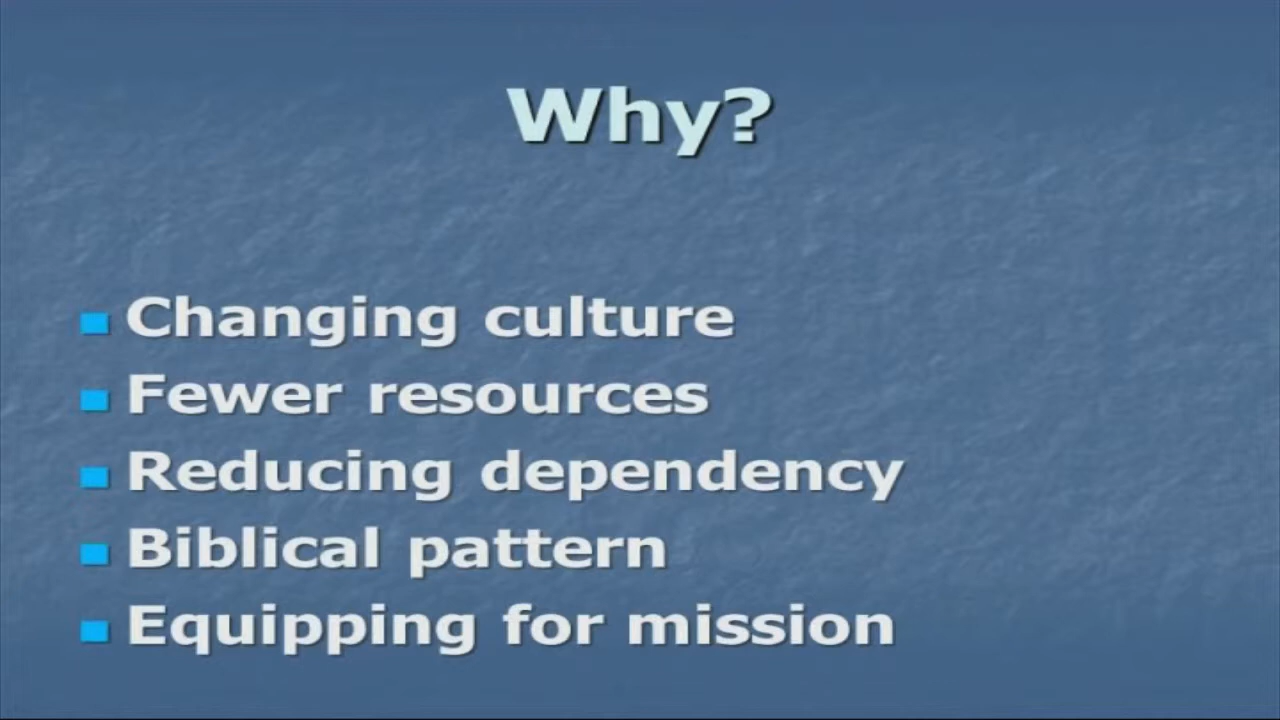 Why?
Changing culture
Fewer resources
Reducing dependency
Biblical pattern
Equipping for mission